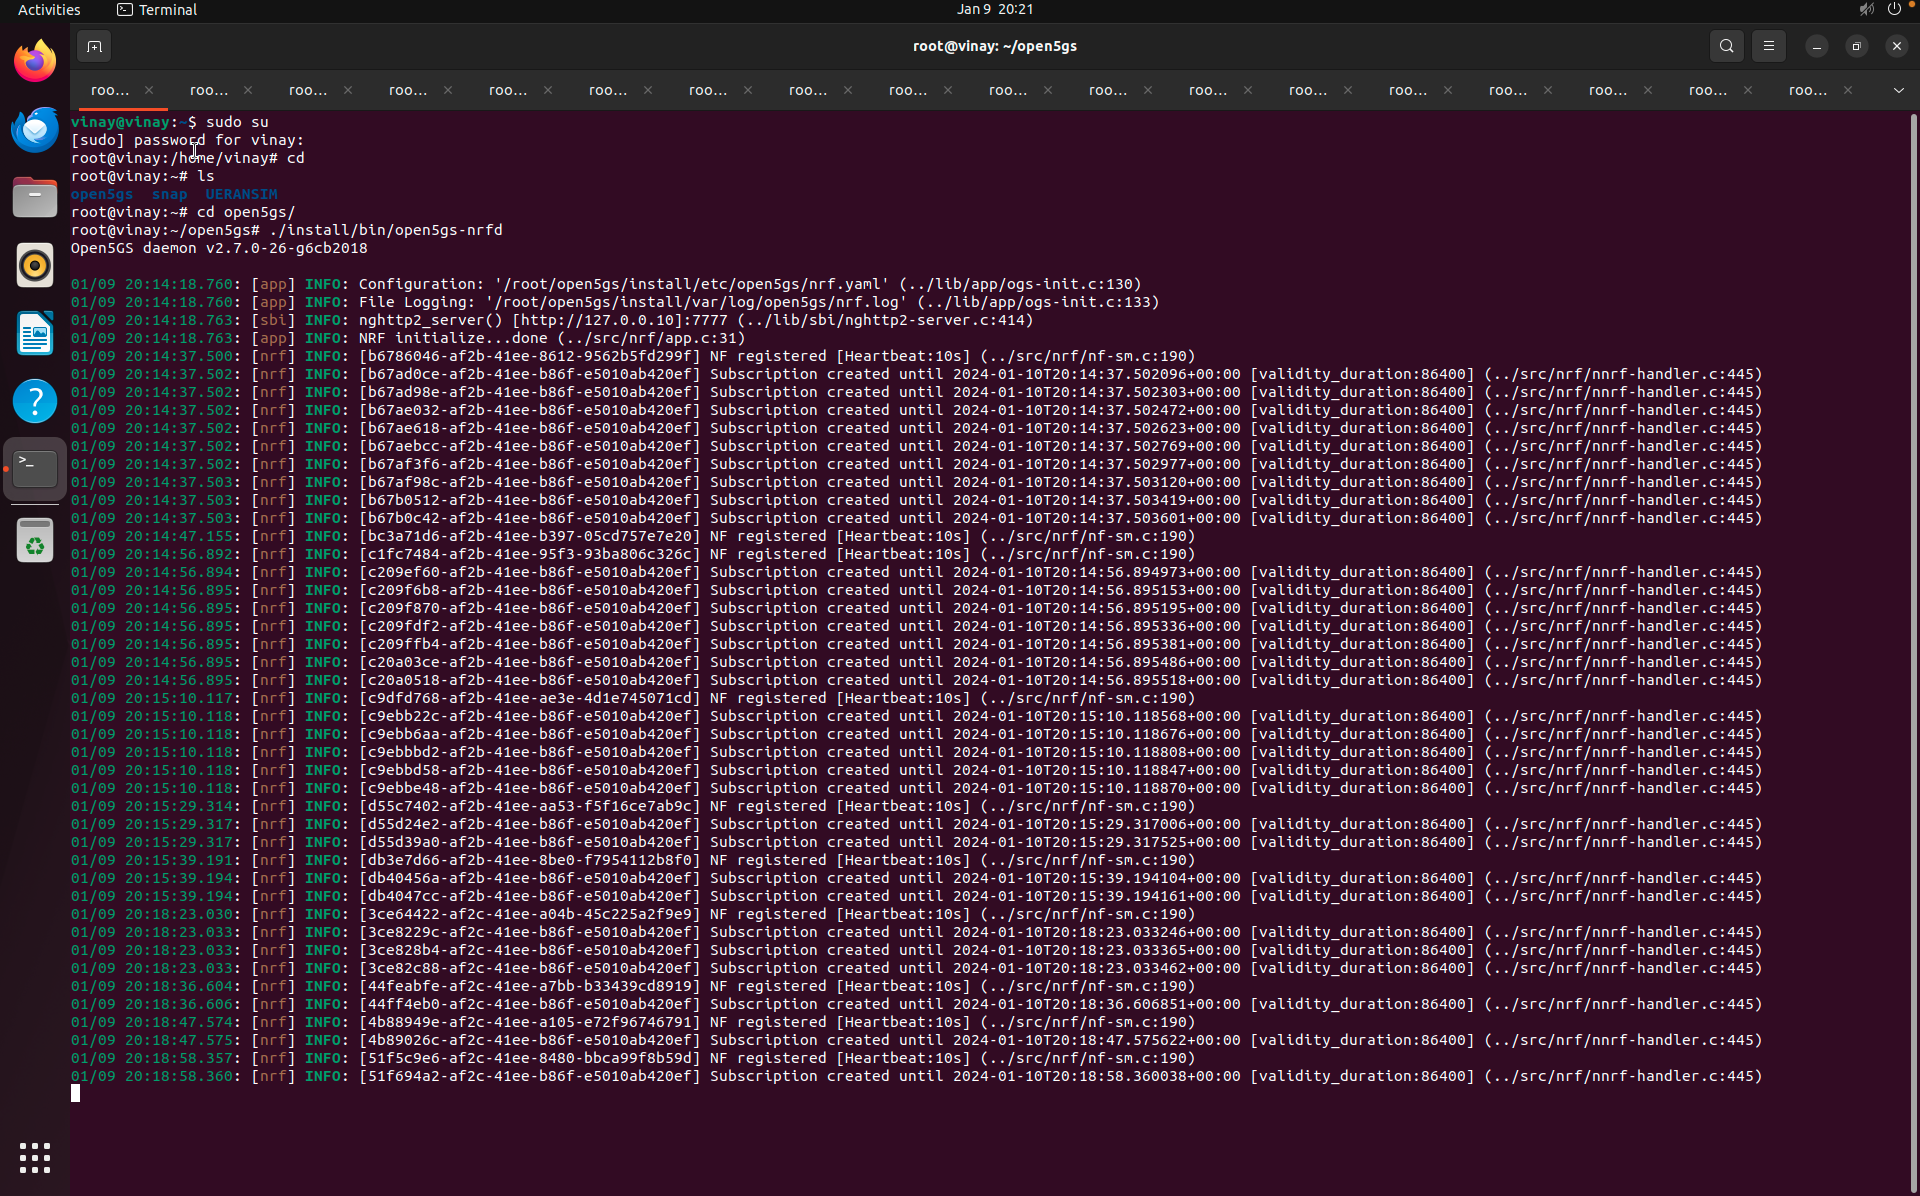 Activities Terminal Jan 9 20:21
root@vinay: ~/open5gs
roo... roo... roo... roo... roo... roo... roo... roo... roo... roo... roo... roo... roo... roo... roo... roo... roo... roo...
vinay@vinay:~$ sudo su
[sudo] password for vinay:
root@vinay:/home/vinay# cd
root@vinay:~# ls
open5gs snap UERANSIM
root@vinay:~# cd open5gs/
root@vinay:~/open5gs# ./install/bin/open5gs-nrfd
Open5GS daemon v2.7.0-26-g6cb2018
01/09 20:14:18.760: [app] INFO: Configuration: '/root/open5gs/install/etc/open5gs/nrf.yaml' (../lib/app/ogs-init.c:130)
01/09 20:14:18.760: [app] INFO: File Logging: '/root/open5gs/install/var/log/open5gs/nrf.log' (../lib/app/ogs-init.c:133)
01/09 20:14:18.763: [sbi] INFO: nghttp2_server() [http://127.0.0.10]:7777 (../lib/sbi/nghttp2-server.c:414)
01/09 20:14:18.763: [app] INFO: NRF initialize...done (../src/nrf/app.c:31)
01/09 20:14:37.500: [nrf] INFO: [b6786046-af2b-41ee-8612-9562b5fd299f] NF registered [Heartbeat:10s] (../src/nrf/nf-sm.c:190)
01/09 20:14:37.502: [nrf] INFO: [b67ad0ce-af2b-41ee-b86f-e5010ab420ef] Subscription created until 2024-01-10T20:14:37.502096+00:00 [validity_duration:86400] (../src/nrf/nnrf-handler.c:445)
01/09 20:14:37.502: [nrf] INFO: [b67ad98e-af2b-41ee-b86f-e5010ab420ef] Subscription created until 2024-01-10T20:14:37.502303+00:00 [validity_duration:86400] (../src/nrf/nnrf-handler.c:445)
01/09 20:14:37.502: [nrf] INFO: [b67ae032-af2b-41ee-b86f-e5010ab420ef] Subscription created until 2024-01-10T20:14:37.502472+00:00 [validity_duration:86400] (../src/nrf/nnrf-handler.c:445)
01/09 20:14:37.502: [nrf] INFO: [b67ae618-af2b-41ee-b86f-e5010ab420ef] Subscription created until 2024-01-10T20:14:37.502623+00:00 [validity_duration:86400] (../src/nrf/nnrf-handler.c:445)
01/09 20:14:37.502: [nrf] INFO: [b67aebcc-af2b-41ee-b86f-e5010ab420ef] Subscription created until 2024-01-10T20:14:37.502769+00:00 [validity_duration:86400] (../src/nrf/nnrf-handler.c:445)
01/09 20:14:37.502: [nrf] INFO: [b67af3f6-af2b-41ee-b86f-e5010ab420ef] Subscription created until 2024-01-10T20:14:37.502977+00:00 [validity_duration:86400] (../src/nrf/nnrf-handler.c:445)
01/09 20:14:37.503: [nrf] INFO: [b67af98c-af2b-41ee-b86f-e5010ab420ef] Subscription created until 2024-01-10T20:14:37.503120+00:00 [validity_duration:86400] (../src/nrf/nnrf-handler.c:445)
01/09 20:14:37.503: [nrf] INFO: [b67b0512-af2b-41ee-b86f-e5010ab420ef] Subscription created until 2024-01-10T20:14:37.503419+00:00 [validity_duration:86400] (../src/nrf/nnrf-handler.c:445)
01/09 20:14:37.503: [nrf] INFO: [b67b0c42-af2b-41ee-b86f-e5010ab420ef] Subscription created until 2024-01-10T20:14:37.503601+00:00 [validity_duration:86400] (../src/nrf/nnrf-handler.c:445)
01/09 20:14:47.155: [nrf] INFO: [bc3a71d6-af2b-41ee-b397-05cd757e7e20] NF registered [Heartbeat:10s] (../src/nrf/nf-sm.c:190)
01/09 20:14:56.892: [nrf] INFO: [c1fc7484-af2b-41ee-95f3-93ba806c326c] NF registered [Heartbeat:10s] (../src/nrf/nf-sm.c:190)
01/09 20:14:56.894: [nrf] INFO: [c209ef60-af2b-41ee-b86f-e5010ab420ef] Subscription created until 2024-01-10T20:14:56.894973+00:00 [validity_duration:86400] (../src/nrf/nnrf-handler.c:445)
01/09 20:14:56.895: [nrf] INFO: [c209f6b8-af2b-41ee-b86f-e5010ab420ef] Subscription created until 2024-01-10T20:14:56.895153+00:00 [validity_duration:86400] (../src/nrf/nnrf-handler.c:445)
01/09 20:14:56.895: [nrf] INFO: [c209f870-af2b-41ee-b86f-e5010ab420ef] Subscription created until 2024-01-10T20:14:56.895195+00:00 [validity_duration:86400] (../src/nrf/nnrf-handler.c:445)
01/09 20:14:56.895: [nrf] INFO: [c209fdf2-af2b-41ee-b86f-e5010ab420ef] Subscription created until 2024-01-10T20:14:56.895336+00:00 [validity_duration:86400] (../src/nrf/nnrf-handler.c:445)
01/09 20:14:56.895: [nrf] INFO: [c209ffb4-af2b-41ee-b86f-e5010ab420ef] Subscription created until 2024-01-10T20:14:56.895381+00:00 [validity_duration:86400] (../src/nrf/nnrf-handler.c:445)
01/09 20:14:56.895: [nrf] INFO: [c20a03ce-af2b-41ee-b86f-e5010ab420ef] Subscription created until 2024-01-10T20:14:56.895486+00:00 [validity_duration:86400] (../src/nrf/nnrf-handler.c:445)
01/09 20:14:56.895: [nrf] INFO: [c20a0518-af2b-41ee-b86f-e5010ab420ef] Subscription created until 2024-01-10T20:14:56.895518+00:00 [validity_duration:86400] (../src/nrf/nnrf-handler.c:445)
01/09 20:15:10.117: [nrf] INFO: [c9dfd768-af2b-41ee-ae3e-4d1e745071cd] NF registered [Heartbeat:10s] (../src/nrf/nf-sm.c:190)
01/09 20:15:10.118: [nrf] INFO: [c9ebb22c-af2b-41ee-b86f-e5010ab420ef] Subscription created until 2024-01-10T20:15:10.118568+00:00 [validity_duration:86400] (../src/nrf/nnrf-handler.c:445)
01/09 20:15:10.118: [nrf] INFO: [c9ebb6aa-af2b-41ee-b86f-e5010ab420ef] Subscription created until 2024-01-10T20:15:10.118676+00:00 [validity_duration:86400] (../src/nrf/nnrf-handler.c:445)
01/09 20:15:10.118: [nrf] INFO: [c9ebbbd2-af2b-41ee-b86f-e5010ab420ef] Subscription created until 2024-01-10T20:15:10.118808+00:00 [validity_duration:86400] (../src/nrf/nnrf-handler.c:445)
01/09 20:15:10.118: [nrf] INFO: [c9ebbd58-af2b-41ee-b86f-e5010ab420ef] Subscription created until 2024-01-10T20:15:10.118847+00:00 [validity_duration:86400] (../src/nrf/nnrf-handler.c:445)
01/09 20:15:10.118: [nrf] INFO: [c9ebbe48-af2b-41ee-b86f-e5010ab420ef] Subscription created until 2024-01-10T20:15:10.118870+00:00 [validity_duration:86400] (../src/nrf/nnrf-handler.c:445)
01/09 20:15:29.314: [nrf] INFO: [d55c7402-af2b-41ee-aa53-f5f16ce7ab9c] NF registered [Heartbeat:10s] (../src/nrf/nf-sm.c:190)
01/09 20:15:29.317: [nrf] INFO: [d55d24e2-af2b-41ee-b86f-e5010ab420ef] Subscription created until 2024-01-10T20:15:29.317006+00:00 [validity_duration:86400] (../src/nrf/nnrf-handler.c:445)
01/09 20:15:29.317: [nrf] INFO: [d55d39a0-af2b-41ee-b86f-e5010ab420ef] Subscription created until 2024-01-10T20:15:29.317525+00:00 [validity_duration:86400] (../src/nrf/nnrf-handler.c:445)
01/09 20:15:39.191: [nrf] INFO: [db3e7d66-af2b-41ee-8be0-f7954112b8f0] NF registered [Heartbeat:10s] (../src/nrf/nf-sm.c:190)
01/09 20:15:39.194: [nrf] INFO: [db40456a-af2b-41ee-b86f-e5010ab420ef] Subscription created until 2024-01-10T20:15:39.194104+00:00 [validity_duration:86400] (../src/nrf/nnrf-handler.c:445)
01/09 20:15:39.194: [nrf] INFO: [db4047cc-af2b-41ee-b86f-e5010ab420ef] Subscription created until 2024-01-10T20:15:39.194161+00:00 [validity_duration:86400] (../src/nrf/nnrf-handler.c:445)
01/09 20:18:23.030: [nrf] INFO: [3ce64422-af2c-41ee-a04b-45c225a2f9e9] NF registered [Heartbeat:10s] (../src/nrf/nf-sm.c:190)
01/09 20:18:23.033: [nrf] INFO: [3ce8229c-af2c-41ee-b86f-e5010ab420ef] Subscription created until 2024-01-10T20:18:23.033246+00:00 [validity_duration:86400] (../src/nrf/nnrf-handler.c:445)
01/09 20:18:23.033: [nrf] INFO: [3ce828b4-af2c-41ee-b86f-e5010ab420ef] Subscription created until 2024-01-10T20:18:23.033365+00:00 [validity_duration:86400] (../src/nrf/nnrf-handler.c:445)
01/09 20:18:23.033: [nrf] INFO: [3ce82c88-af2c-41ee-b86f-e5010ab420ef] Subscription created until 2024-01-10T20:18:23.033462+00:00 [validity_duration:86400] (../src/nrf/nnrf-handler.c:445)
01/09 20:18:36.604: [nrf] INFO: [44feabfe-af2c-41ee-a7bb-b33439cd8919] NF registered [Heartbeat:10s] (../src/nrf/nf-sm.c:190)
01/09 20:18:36.606: [nrf] INFO: [44ff4eb0-af2c-41ee-b86f-e5010ab420ef] Subscription created until 2024-01-10T20:18:36.606851+00:00 [validity_duration:86400] (../src/nrf/nnrf-handler.c:445)
01/09 20:18:47.574: [nrf] INFO: [4b88949e-af2c-41ee-a105-e72f96746791] NF registered [Heartbeat:10s] (../src/nrf/nf-sm.c:190)
01/09 20:18:47.575: [nrf] INFO: [4b89026c-af2c-41ee-b86f-e5010ab420ef] Subscription created until 2024-01-10T20:18:47.575622+00:00 [validity_duration:86400] (../src/nrf/nnrf-handler.c:445)
01/09 20:18:58.357: [nrf] INFO: [51f5c9e6-af2c-41ee-8480-bbca99f8b59d] NF registered [Heartbeat:10s] (../src/nrf/nf-sm.c:190)
01/09 20:18:58.360: [nrf] INFO: [51f694a2-af2c-41ee-b86f-e5010ab420ef] Subscription created until 2024-01-10T20:18:58.360038+00:00 [validity_duration:86400] (../src/nrf/nnrf-handler.c:445)